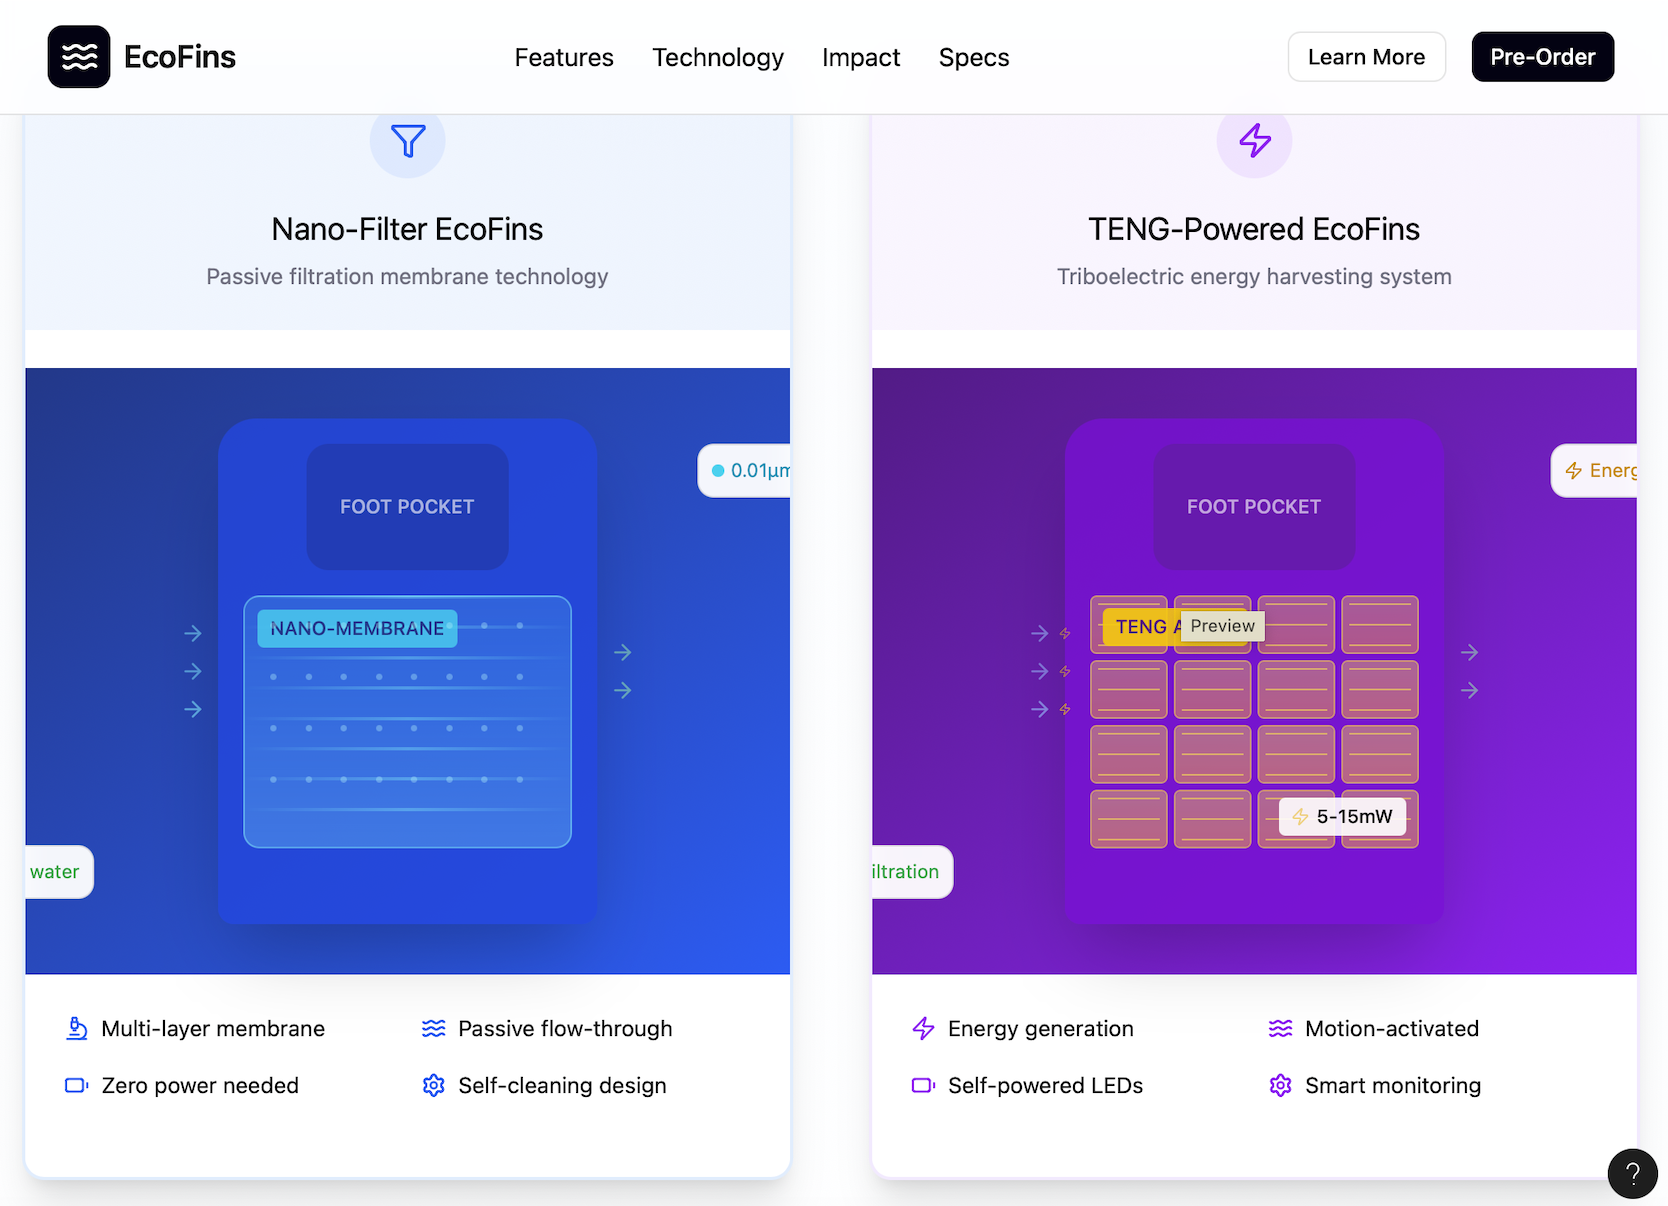 EcoFins
Features
Technology
Impact
Specs
Learn More
Pre-Order
Nano-Filter EcoFins
Passive filtration membrane technology
FOOT POCKET
0.01µm
NANO-MEMBRANE
water
Multi-layer membrane
Passive flow-through
Zero power needed
Self-cleaning design
TENG-Powered EcoFins
Triboelectric energy harvesting system
FOOT POCKET
TENG
Preview
5-15mW
Energy generation
Motion-activated
Self-powered LEDs
Smart monitoring
?